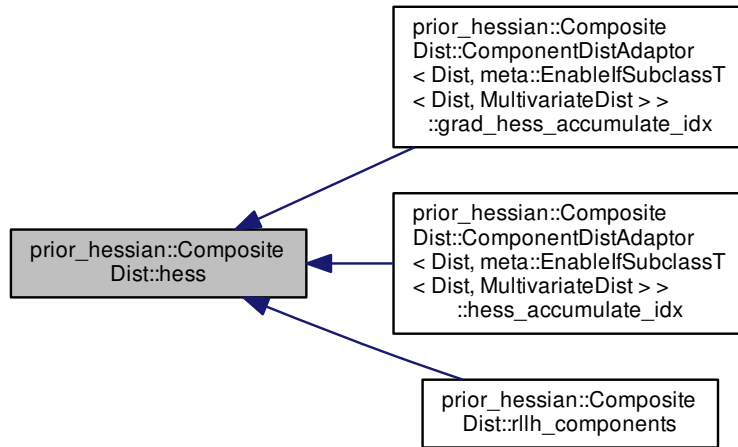 prior_hessian::Composite
Dist::ComponentDistAdaptor
< Dist, meta::EnableIfSubclassT
< Dist, MultivariateDist > >
::grad_hess_accumulate_idx
prior_hessian::Composite
Dist::hess
prior_hessian::Composite
Dist::ComponentDistAdaptor
< Dist, meta::EnableIfSubclassT
< Dist, MultivariateDist > >
::hess_accumulate_idx
prior_hessian::Composite
Dist::rllh_components